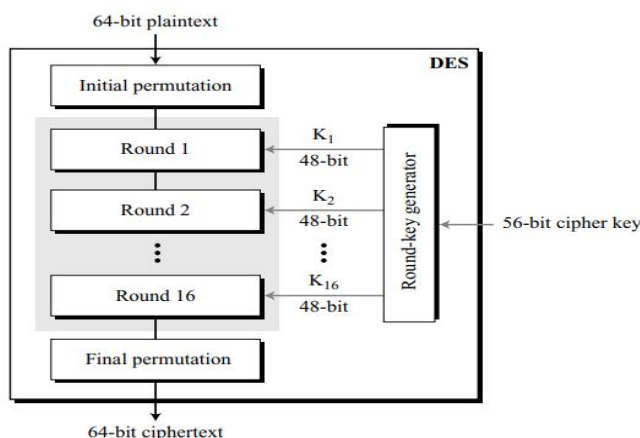 64-bit plaintext
DES
Initial permutation
K1
Round 1
48-bit
K2
Round 2
48-bit
Round-key generator
56-bit cipher key
K16
Round 16
48-bit
Final permutation
64-bit ciphertext